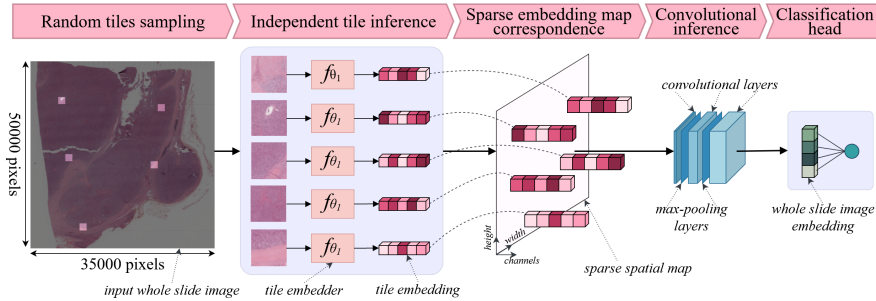 Random tiles sampling
Independent tile inference
Sparse embedding map
correspondence
Convolutional
inference
Classification
head
50000 pixels
35000 pixels
input whole slide image
fθ1
fθ1
fθ1
fθ1
fθ1
tile embedder
tile embedding
height
width
channels
sparse spatial map
convolutional layers
max-pooling
layers
whole slide image
embedding